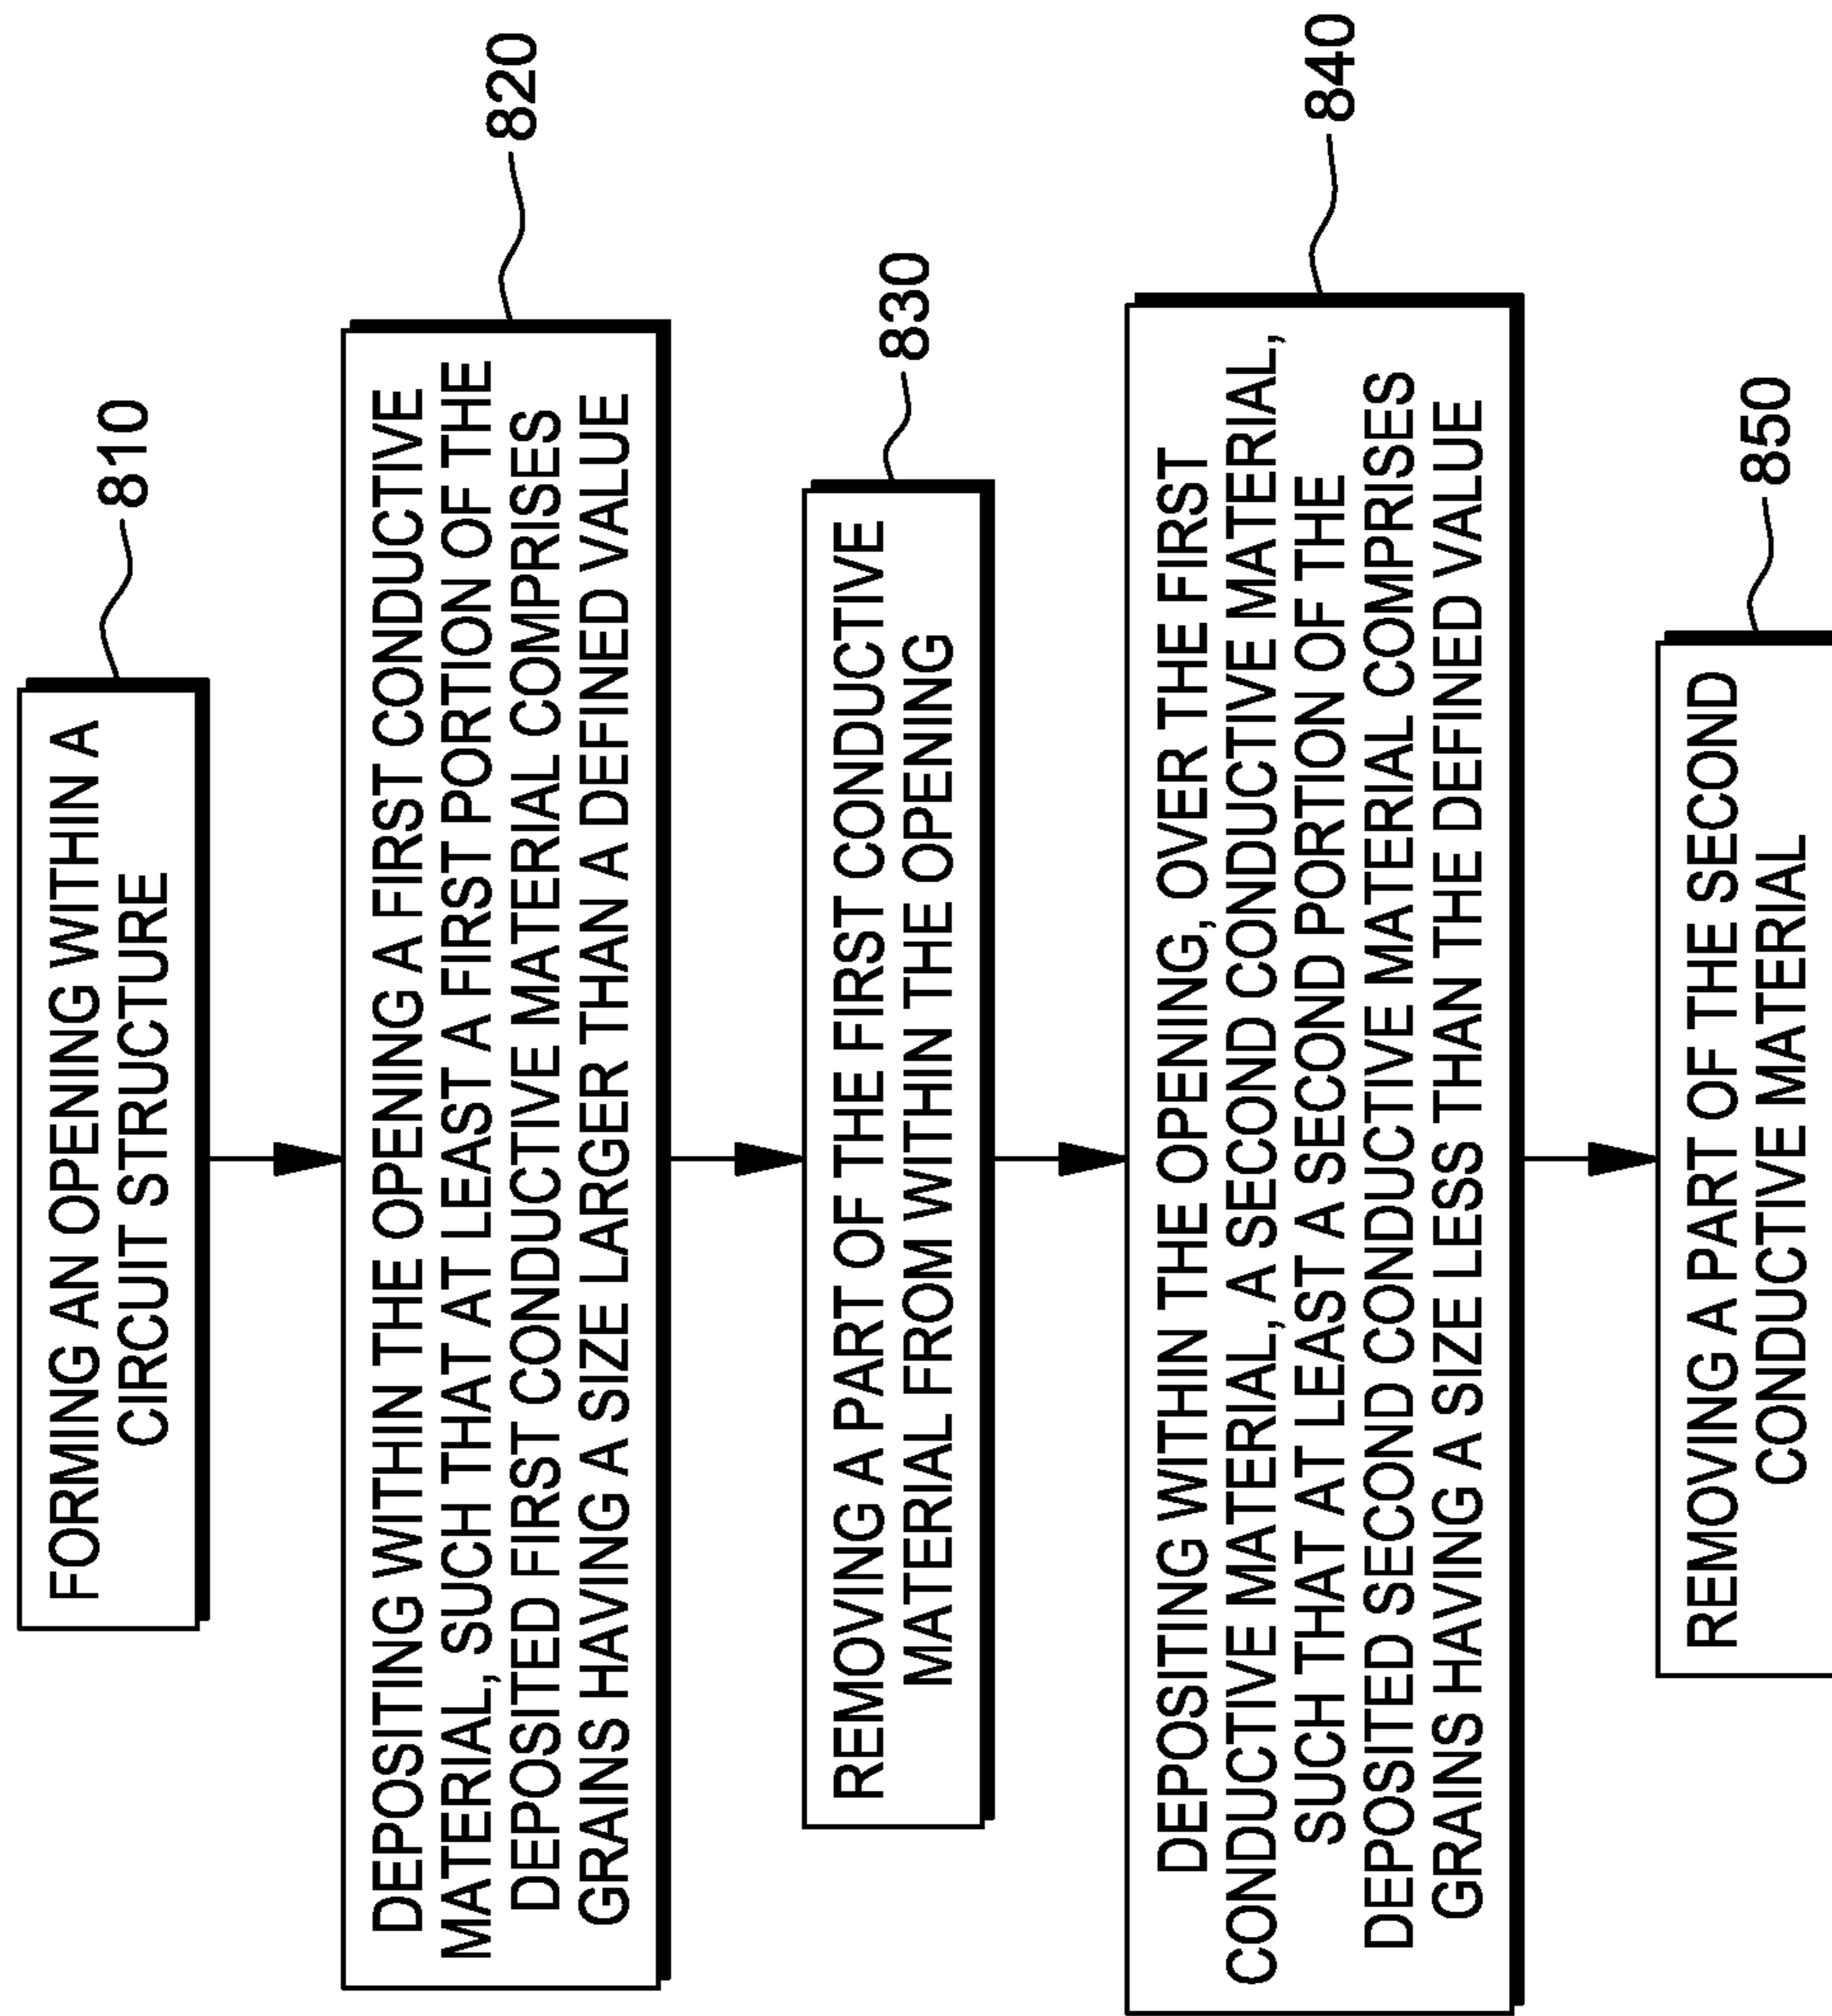 FORMING AN OPENING WITHIN A
CIRCUIT STRUCTURE
810
DEPOSITING WITHIN THE OPENING A FIRST CONDUCTIVE
MATERIAL, SUCH THAT AT LEAST A FIRST PORTION OF THE
DEPOSITED FIRST CONDUCTIVE MATERIAL COMPRISES
GRAINS HAVING A SIZE LARGER THAN A DEFINED VALUE
820
REMOVING A PART OF THE FIRST CONDUCTIVE
MATERIAL FROM WITHIN THE OPENING
830
DEPOSITING WITHIN THE OPENING, OVER THE FIRST
CONDUCTIVE MATERIAL, A SECOND CONDUCTIVE MATERIAL,
SUCH THAT AT LEAST A SECOND PORTION OF THE
DEPOSITED SECOND CONDUCTIVE MATERIAL COMPRISES
GRAINS HAVING A SIZE LESS THAN THE DEFINED VALUE
840
REMOVING A PART OF THE SECOND
CONDUCTIVE MATERIAL
850